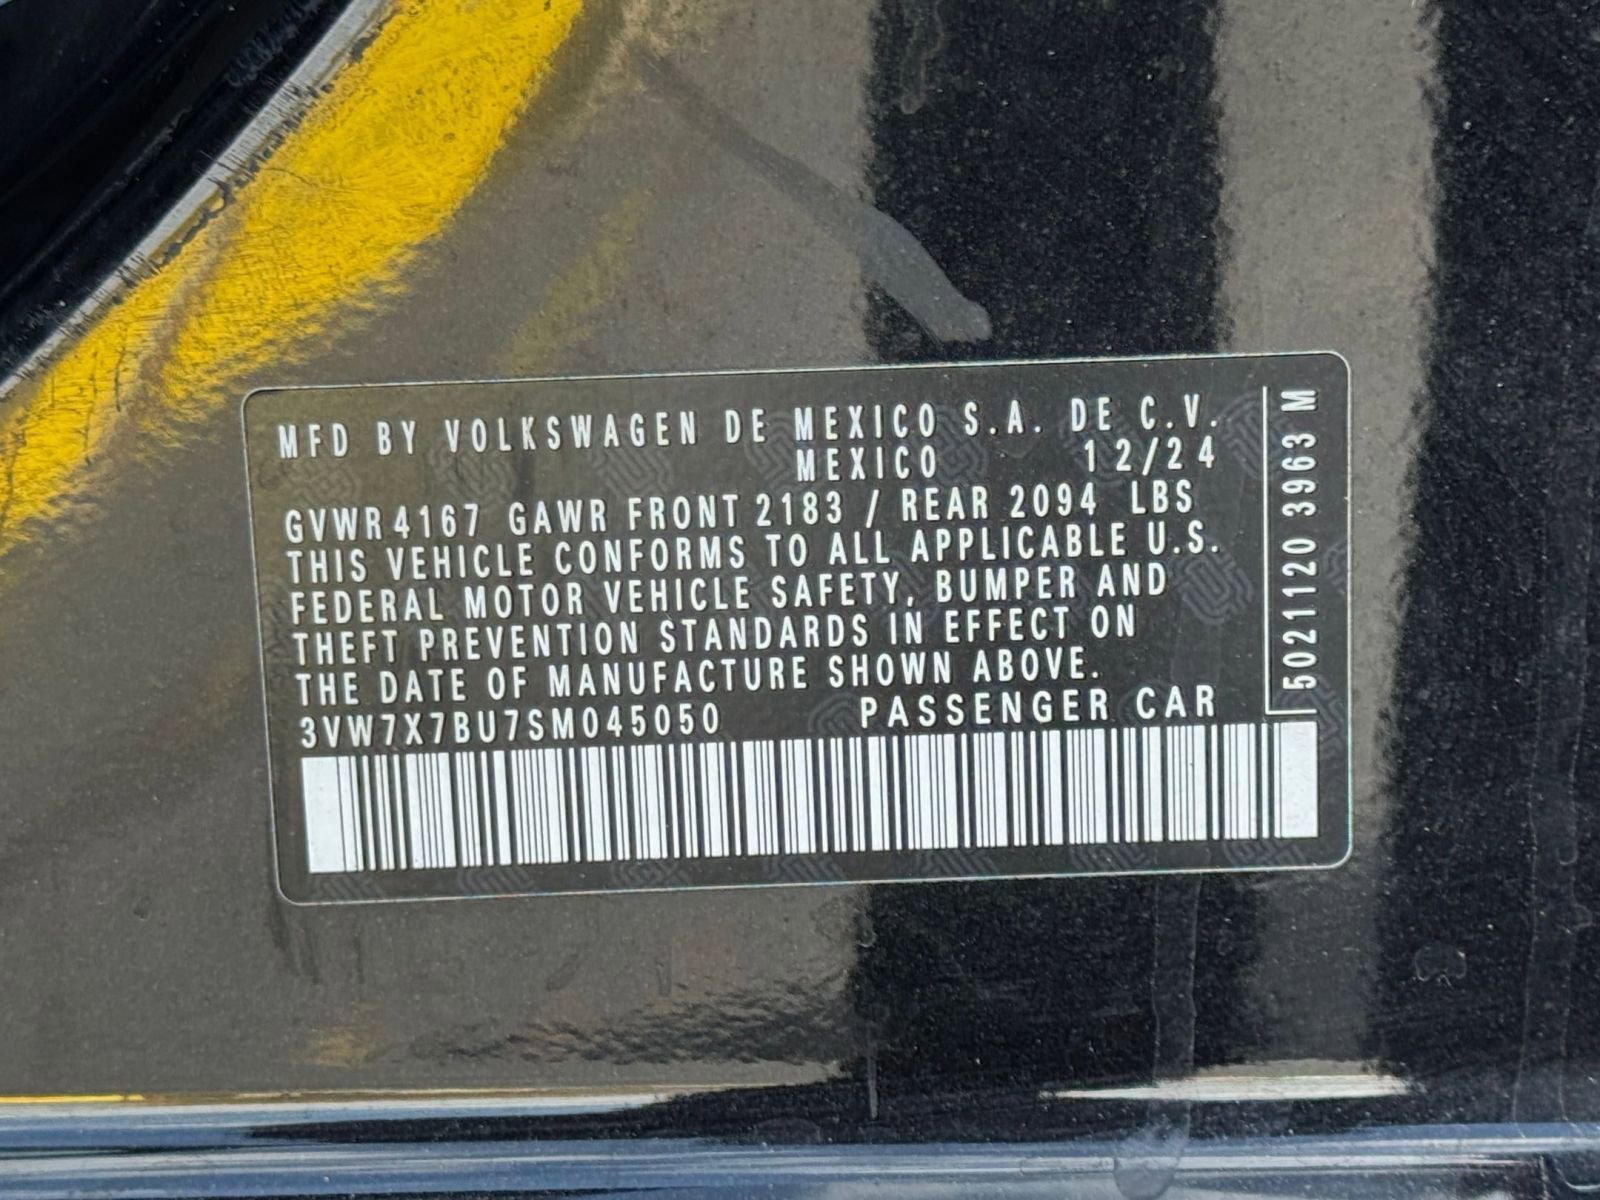 MFD BY VOLKSWAGEN DE MEXICO S.A. DE C.V.
MEXICO 12/24
GVWR 4167 GAWR FRONT 2183 / REAR 2094 LBS
THIS VEHICLE CONFORMS TO ALL APPLICABLE U.S.
FEDERAL MOTOR VEHICLE SAFETY, BUMPER AND
THEFT PREVENTION STANDARDS IN EFFECT ON
THE DATE OF MANUFACTURE SHOWN ABOVE.
3VW7X7BU7SM045050 PASSENGER CAR
5021120 3963 M